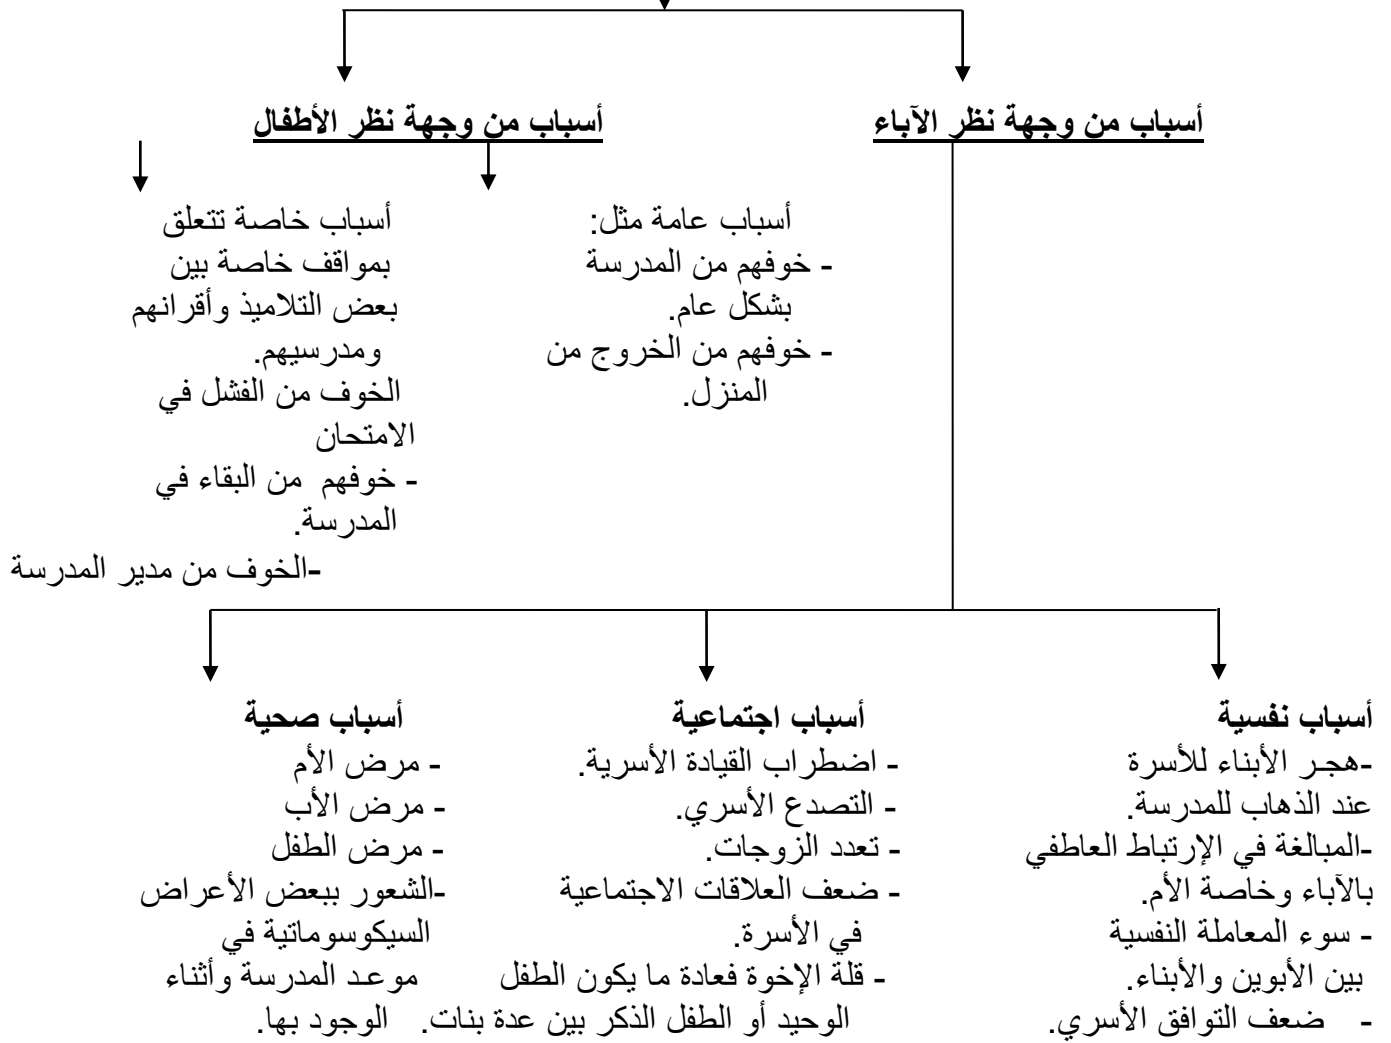 أسباب من وجهة نظر الآباء
أسباب من وجهة نظر الأطفال
أسباب عامة مثل:
- خوفهم من المدرسة
بشكل عام.
- خوفهم من الخروج من
المنزل.
أسباب خاصة تتعلق
بمواقف خاصة بين
بعض التلاميذ وأقرانهم
ومدرسيهم.
الخوف من الفشل في
الامتحان
- خوفهم من البقاء في
المدرسة.
-الخوف من مدير المدرسة
أسباب نفسية
-هجر الأبناء للأسرة
عند الذهاب للمدرسة.
-المبالغة في الإرتباط العاطفي
بالآباء وخاصة الأم.
- سوء المعاملة النفسية
بين الأبوين والأبناء.
- ضعف التوافق الأسري.
أسباب اجتماعية
- اضطراب القيادة الأسرية.
- التصدع الأسري.
- تعدد الزوجات.
- ضعف العلاقات الاجتماعية
في الأسرة.
- قلة الإخوة فعادة ما يكون الطفل
الوحيد أو الطفل الذكر بين عدة بنات.
أسباب صحية
- مرض الأم
- مرض الأب
- مرض الطفل
-الشعور ببعض الأعراض
السيكوسوماتية في
موعد المدرسة وأثناء
الوجود بها.